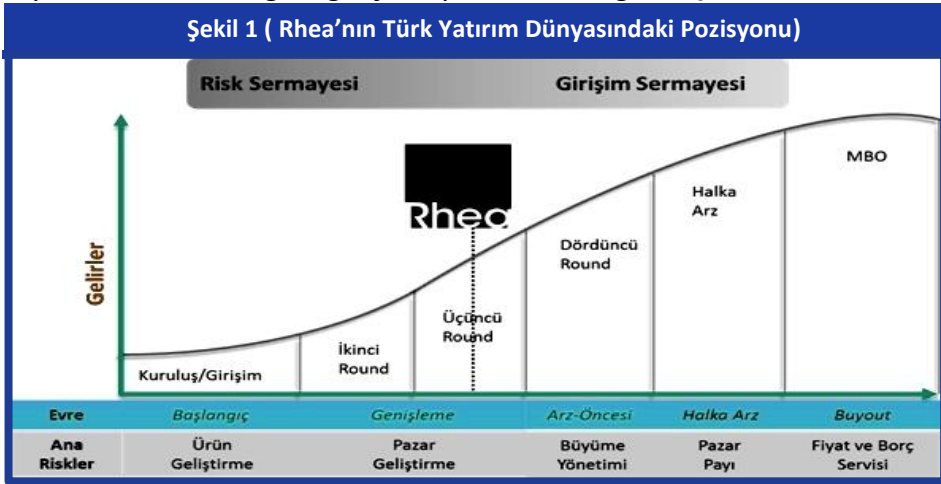 Şekil 1 ( Rhea’nın Türk Yatırım Dünyasındaki Pozisyonu)
Risk Sermayesi Girişim Sermayesi
Rhea
Gelirler
Kuruluş/Girişim
İkinci
Round
Üçüncü
Round
Dördüncü
Round
Halka
Arz
MBO
Evre Başlangıç Genişleme Arz-Öncesi Halka Arz Buyout
Ana Ürün Pazar Büyüme Pazar Fiyat ve Borç
Riskler Geliştirme Geliştirme Yönetimi Payı Servisi